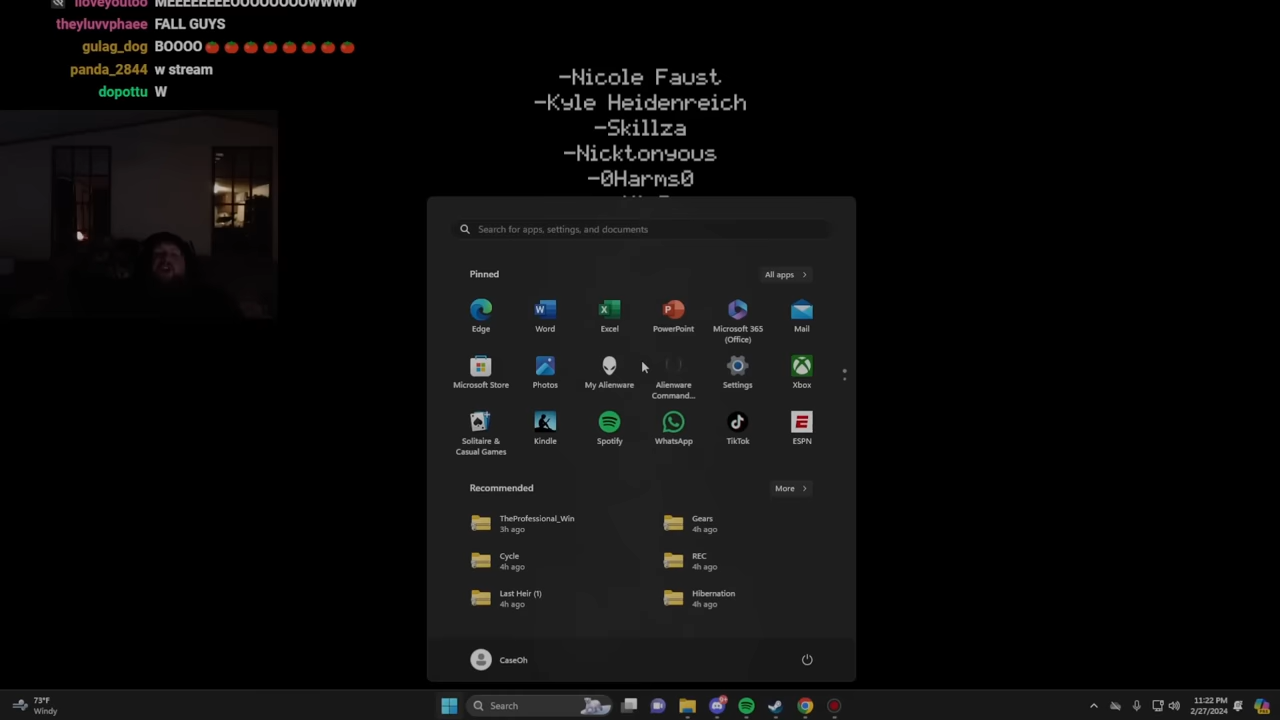 iloveyoutoo MEEEEEEEEOOOOOOOOWWWW
theyluvvphaee FALL GUYS
gulag_dog BOOOO
panda_2844 w stream
dopottu W
-Nicole Faust
-Kyle Heidenreich
-Skillza
-Nicktonyous
-0Harms0
Search for apps, settings, and documents
Pinned
All apps >
Edge
Word
Excel
PowerPoint
Microsoft 365
(Office)
Mail
Microsoft Store
Photos
My Alienware
Alienware
Command...
Settings
Xbox
Solitaire &
Casual Games
Kindle
Spotify
WhatsApp
TikTok
ESPN
Recommended
More >
TheProfessional_Win
3h ago
Gears
4h ago
Cycle
4h ago
REC
4h ago
Last Heir (1)
4h ago
Hibernation
4h ago
CaseOh
73°F
Windy
Search
11:22 PM
2/27/2024